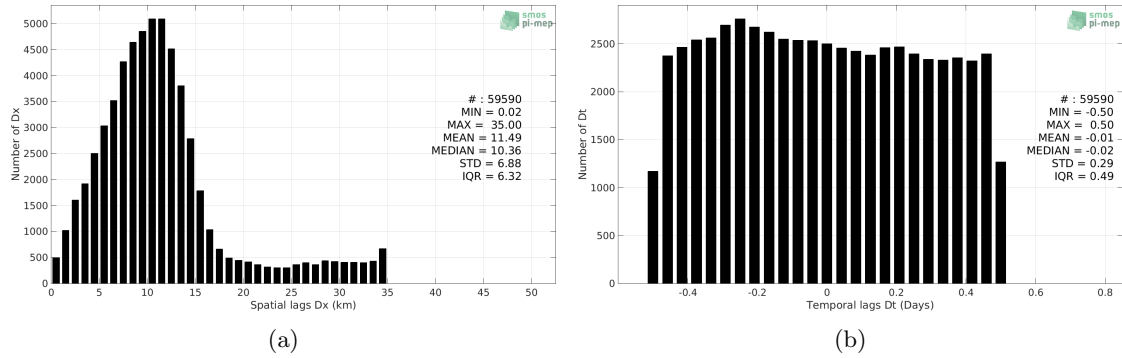 smos
pi-mep
5000
4500
4000
3500
3000
2500
2000
1500
1000
500
0
Number of Dx
# : 59590
MIN = 0.02
MAX = 35.00
MEAN = 11.49
MEDIAN = 10.36
STD = 6.88
IQR = 6.32
0 5 10 15 20 25 30 35 40 45 50
Spatial lags Dx (km)
(a)
smos
pi-mep
2500
2000
1500
1000
500
0
Number of Dt
# : 59590
MIN = -0.50
MAX = 0.50
MEAN = -0.01
MEDIAN = -0.02
STD = 0.29
IQR = 0.49
-0.4 -0.2 0 0.2 0.4 0.6 0.8
Temporal lags Dt (Days)
(b)